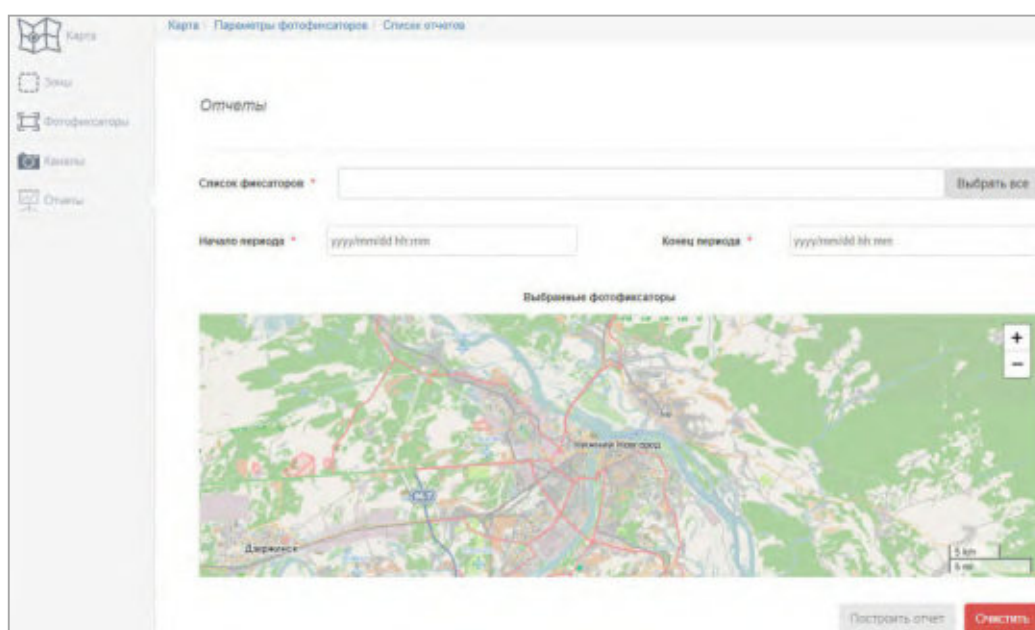 Карта
Зоны
Фотофиксаторы
Каналы
Отчеты
Карта / Параметры фотофиксаторов / Список отчетов
Отчеты
Список фиксаторов * Выбрать все
Начало периода * yyyy/mm/dd hh:mm Конец периода * yyyy/mm/dd hh:mm
Выбранные фотофиксаторы
+
−
Нижний Новгород
Дзержинск
5 km
Построить отчет Очистить